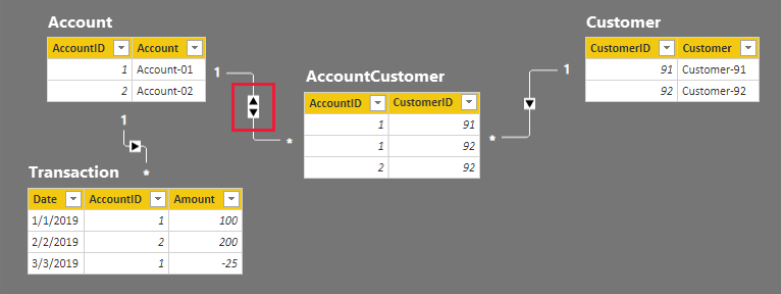 Account
AccountID Account
1 Account-01
2 Account-02
1
1
Transaction
*
Date AccountID Amount
1/1/2019 1 100
2/2/2019 2 200
3/3/2019 1 -25
AccountCustomer
*
AccountID CustomerID
1 91
1 92
2 92
*
1
Customer
CustomerID Customer
91 Customer-91
92 Customer-92